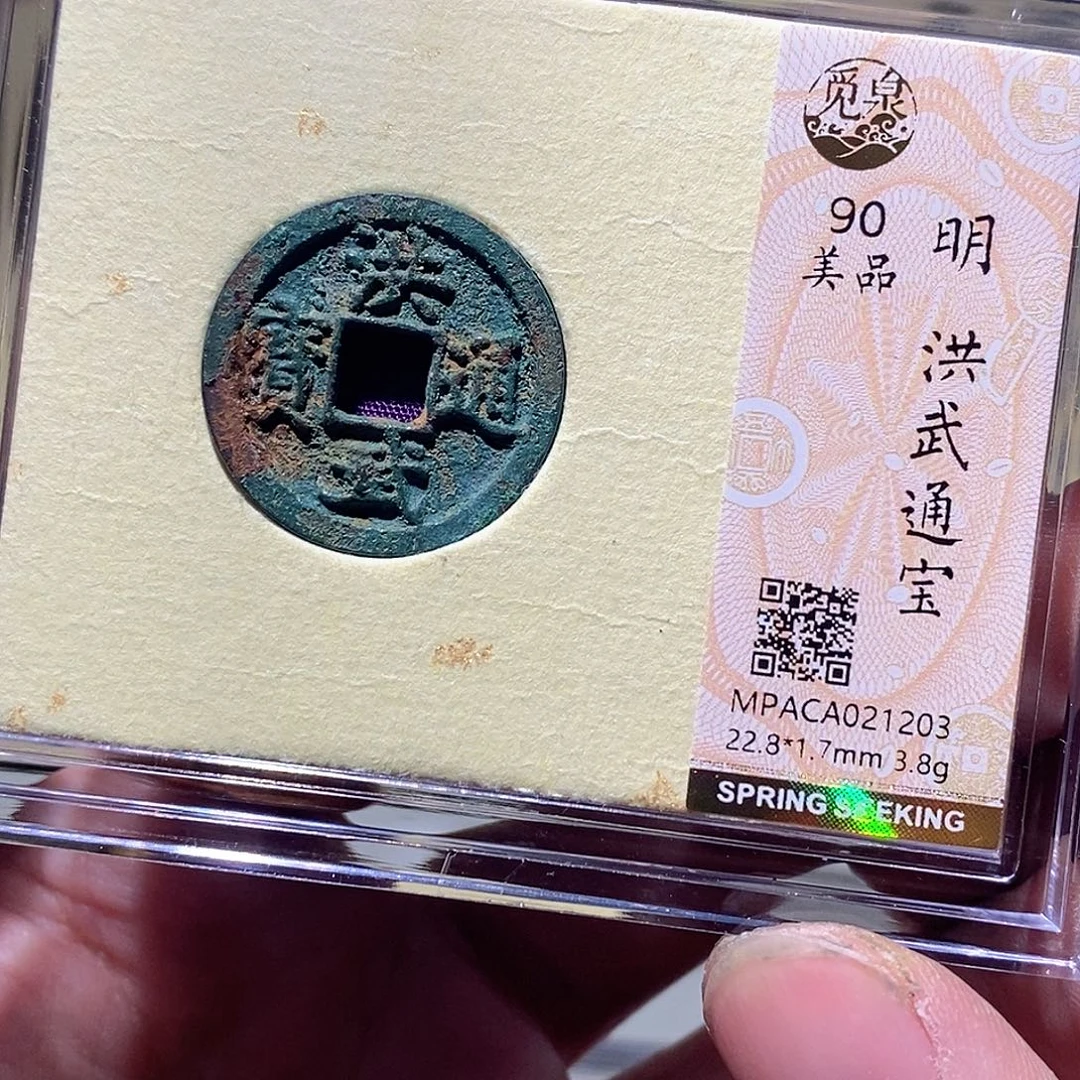 洪武通寶
觅泉
90
美品
明
洪武通宝
MPACA021203
22.8*1.7mm 3.8g
SPRING SEEKING